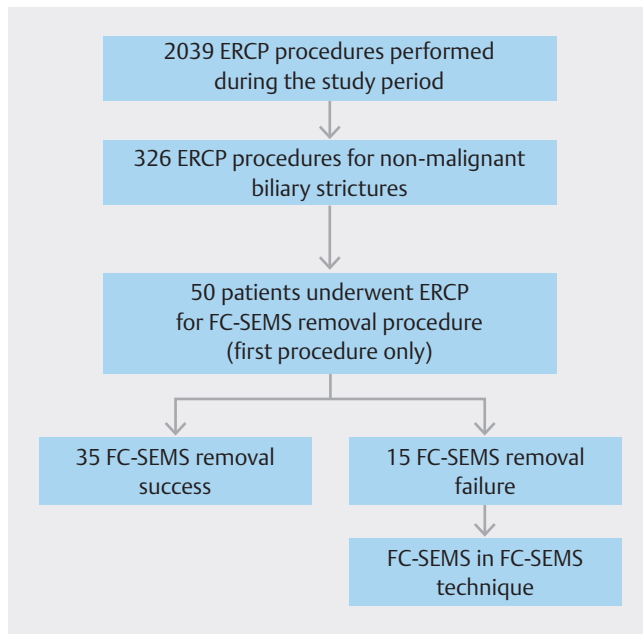 2039 ERCP procedures performed
during the study period
326 ERCP procedures for non-malignant
biliary strictures
50 patients underwent ERCP
for FC-SEMS removal procedure
(first procedure only)
35 FC-SEMS removal
success
15 FC-SEMS removal
failure
FC-SEMS in FC-SEMS
technique